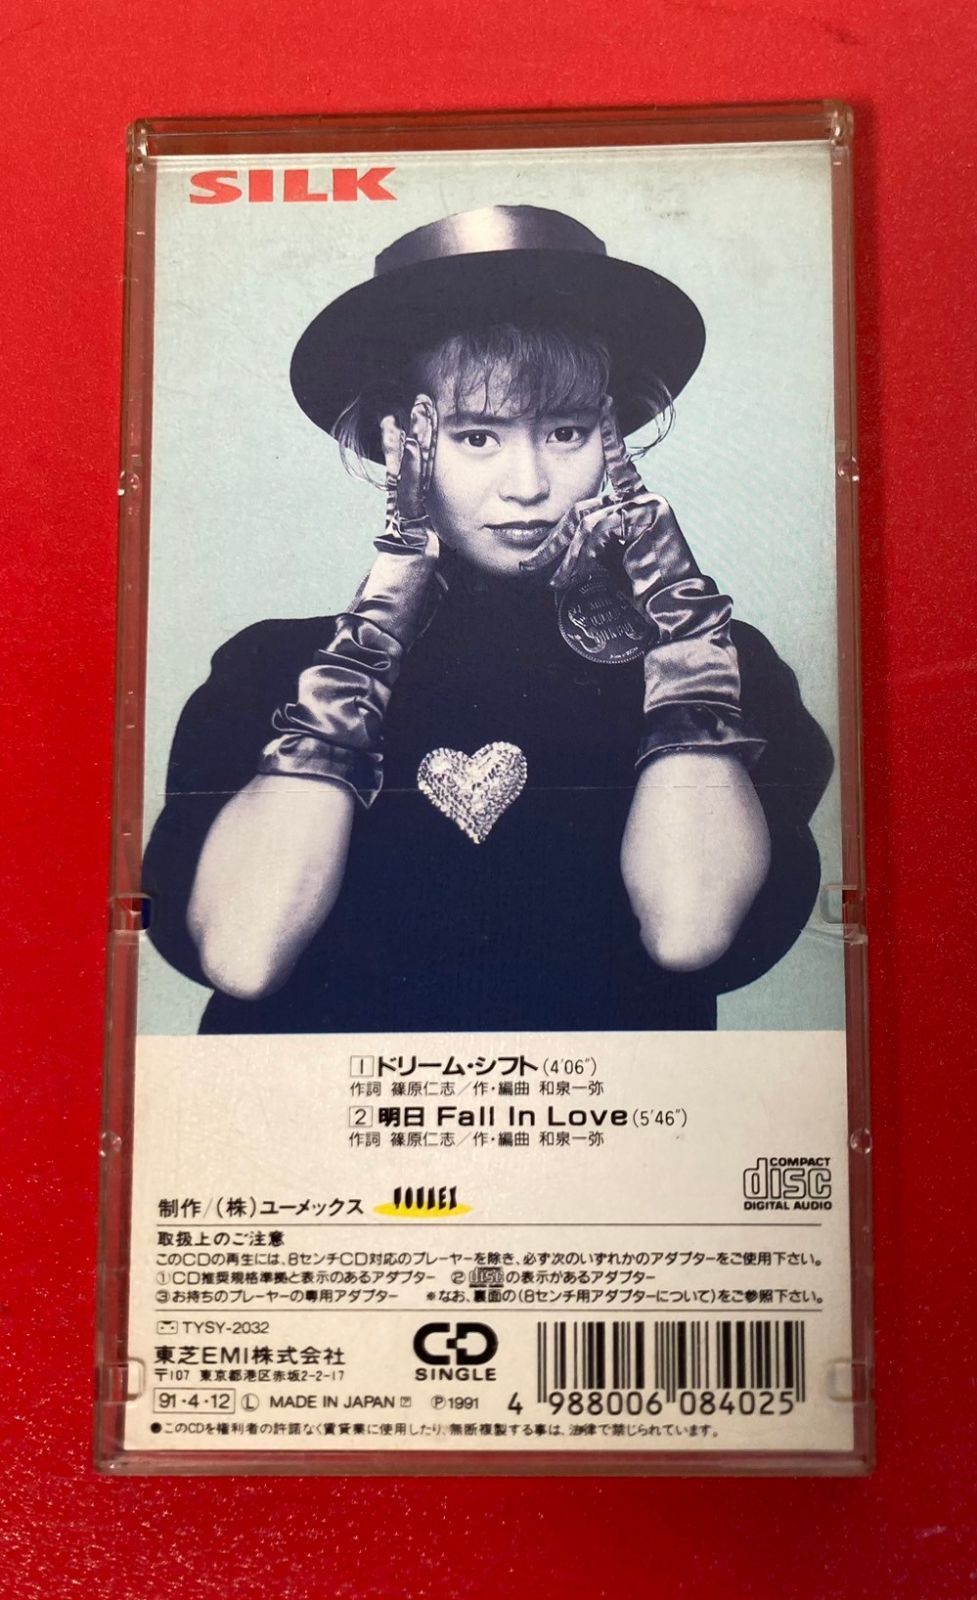 SILK
1 ドリーム・シフト(4'06")
作詞 篠原仁志／作・編曲 和泉一弥
2 明日 Fall In Love(5'46")
作詞 篠原仁志／作・編曲 和泉一弥
COMPACT
disc
DIGITAL AUDIO
制作/(株)ユーメックス
取扱上のご注意
このCDの再生には、8センチCD対応のプレーヤーを除き、必ず次のいずれかのアダプターをご使用下さい。
①CD推奨規格準拠と表示のあるアダプター ②discの表示があるアダプター
③お持ちのプレーヤーの専用アダプター ＊なお、裏面の(8センチ用アダプターについて)をご参照下さい。
TYSY-2032
東芝EMI株式会社
〒107 東京都港区赤坂2-2-17
91・4・12 Ⓛ MADE IN JAPAN ℗1991
CD
SINGLE
4 988006 084025
●このCDを権利者の許諾なく賃貸業に使用したり、無断複製する事は、法律で禁じられています。